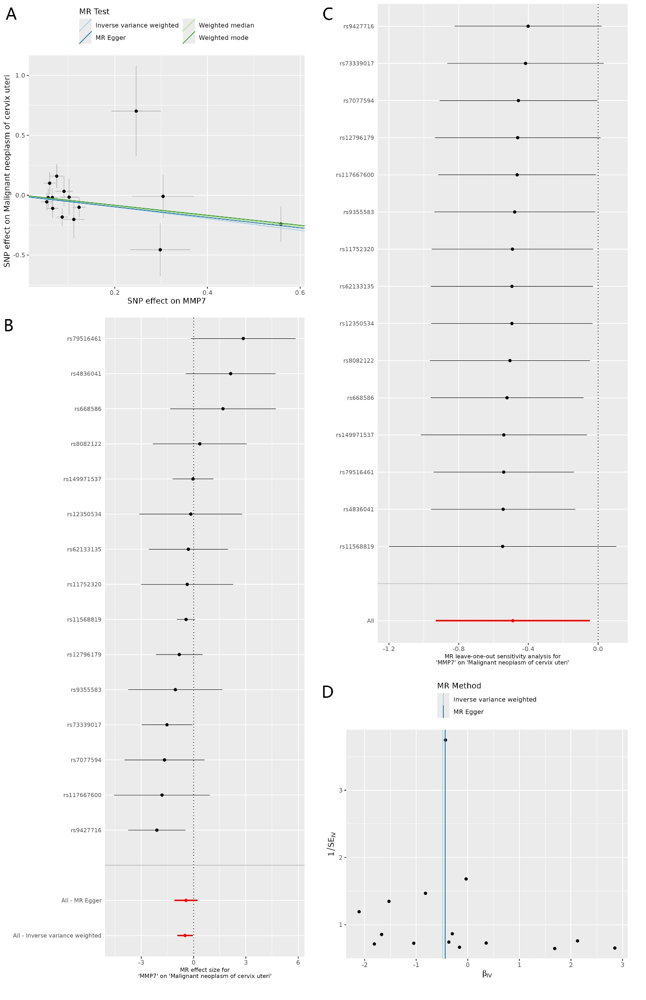 A
MR Test
Inverse variance weighted
Weighted median
MR Egger
Weighted mode
SNP effect on Malignant neoplasm of cervix uteri
1.0
0.5
0.0
-0.5
0.2
0.4
0.6
SNP effect on MMP7
B
rs79516461
rs4836041
rs668586
rs8082122
rs149971537
rs12350534
rs62133135
rs11752320
rs11568819
rs12796179
rs9355583
rs73339017
rs7077594
rs117667600
rs9427716
All - MR Egger
All - Inverse variance weighted
-3
0
3
6
MR effect size for
'MMP7' on 'Malignant neoplasm of cervix uteri'
C
rs9427716
rs73339017
rs7077594
rs12796179
rs117667600
rs9355583
rs11752320
rs62133135
rs12350534
rs8082122
rs668586
rs149971537
rs79516461
rs4836041
rs11568819
All
-1.2
-0.8
-0.4
0.0
MR leave-one-out sensitivity analysis for
'MMP7' on 'Malignant neoplasm of cervix uteri'
D
MR Method
Inverse variance weighted
MR Egger
1/SE_IV
3
2
1
-2
-1
0
1
2
3
β_IV